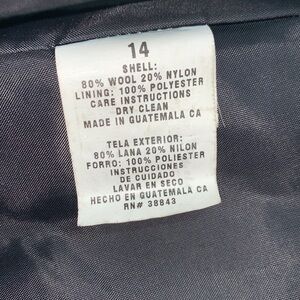 14
SHELL:
80% WOOL 20% NYLON
LINING: 100% POLYESTER
CARE INSTRUCTIONS
DRY CLEAN
MADE IN GUATEMALA CA
TELA EXTERIOR:
80% LANA 20% NILON
FORRO: 100% POLIESTER
INSTRUCCIONES
DE CUIDADO
LAVAR EN SECO
HECHO EN GUATEMALA CA
RN# 38843